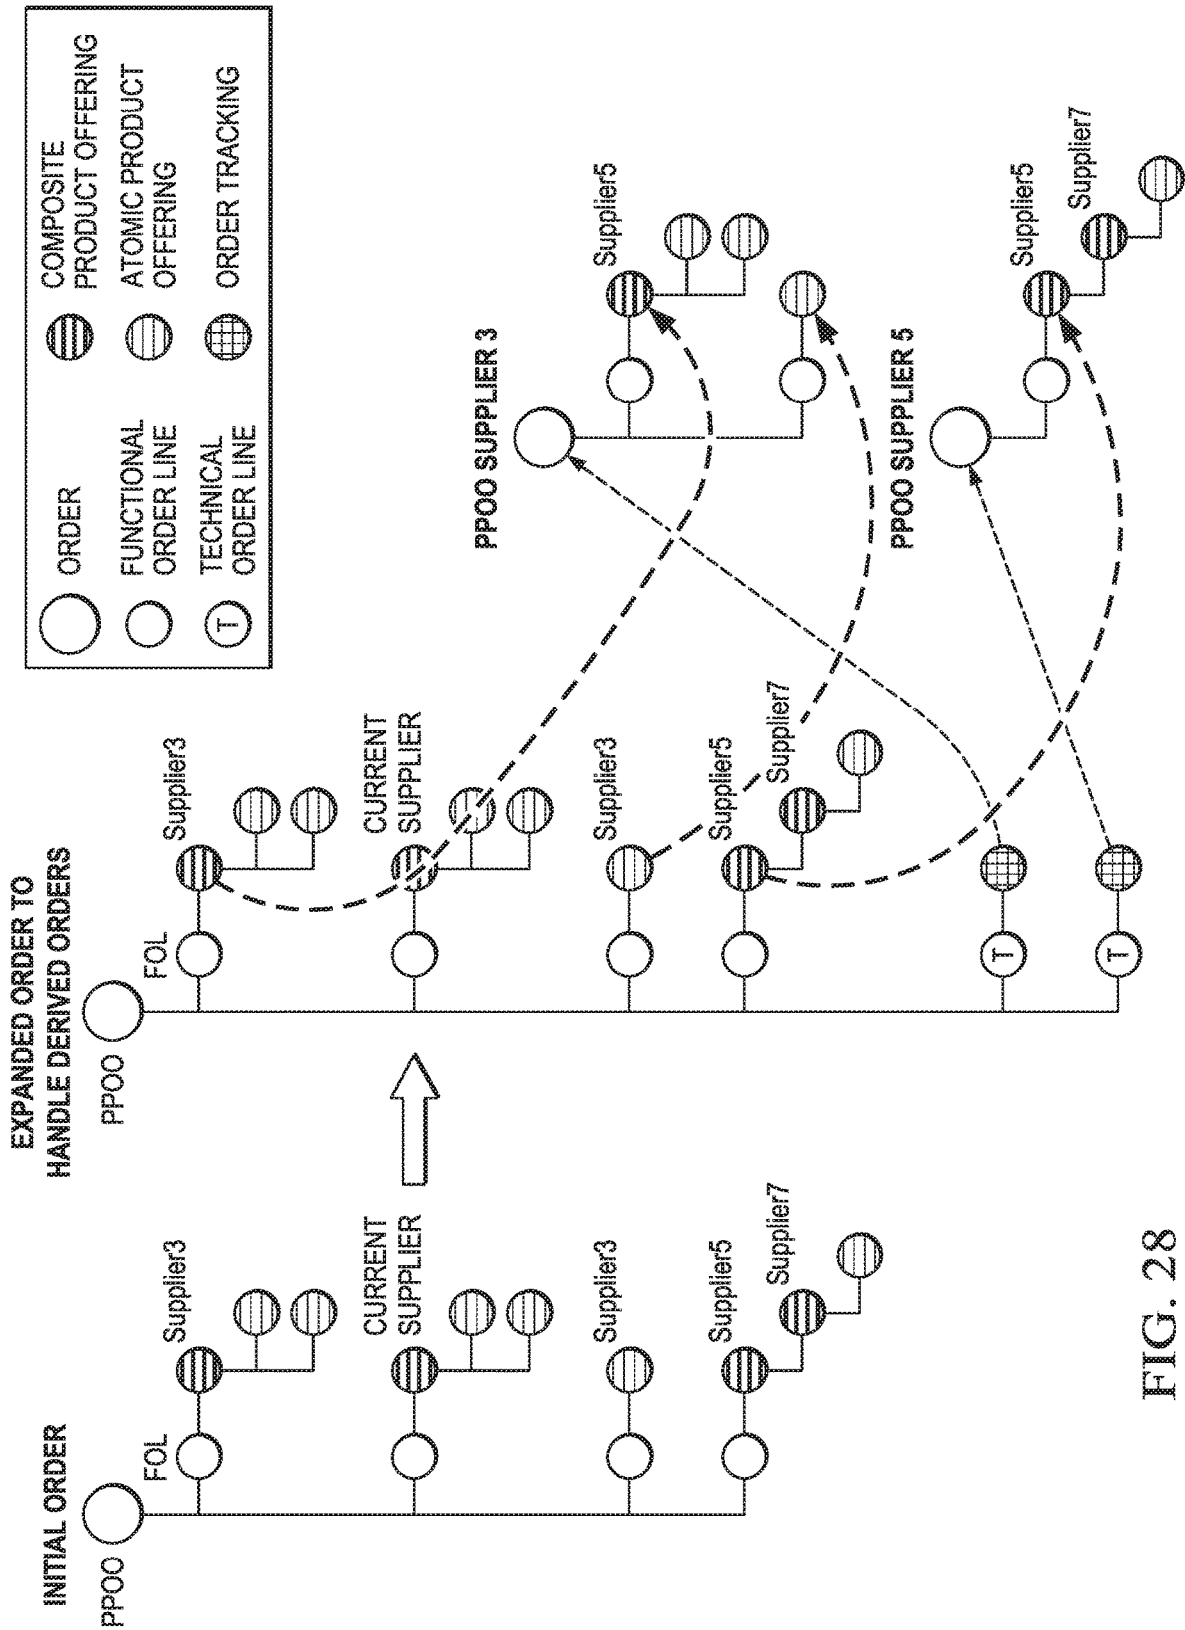 INITIAL ORDER
PPOO
FOL
Supplier3
CURRENT
SUPPLIER
Supplier3
Supplier5
Supplier7
EXPANDED ORDER TO
HANDLE DERIVED ORDERS
PPOO
FOL
Supplier3
CURRENT
SUPPLIER
Supplier3
Supplier5
Supplier7
T
T
ORDER
COMPOSITE
PRODUCT OFFERING
FUNCTIONAL
ORDER LINE
ATOMIC PRODUCT
OFFERING
T
TECHNICAL
ORDER LINE
ORDER TRACKING
PPOO SUPPLIER 3
Supplier5
PPOO SUPPLIER 5
Supplier5
Supplier7
FIG. 28